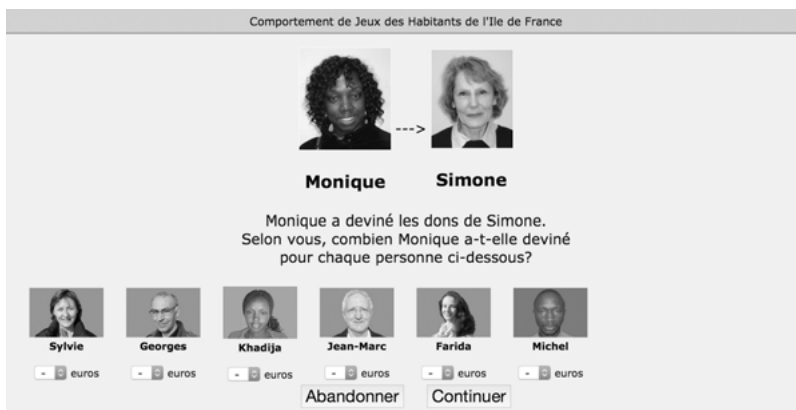 Comportement de Jeux des Habitants de l'Ile de France
--->
Monique Simone
Monique a deviné les dons de Simone.
Selon vous, combien Monique a-t-elle deviné
pour chaque personne ci-dessous?
Sylvie Georges Khadija Jean-Marc Farida Michel
- euros - euros - euros - euros - euros - euros
Abandonner Continuer